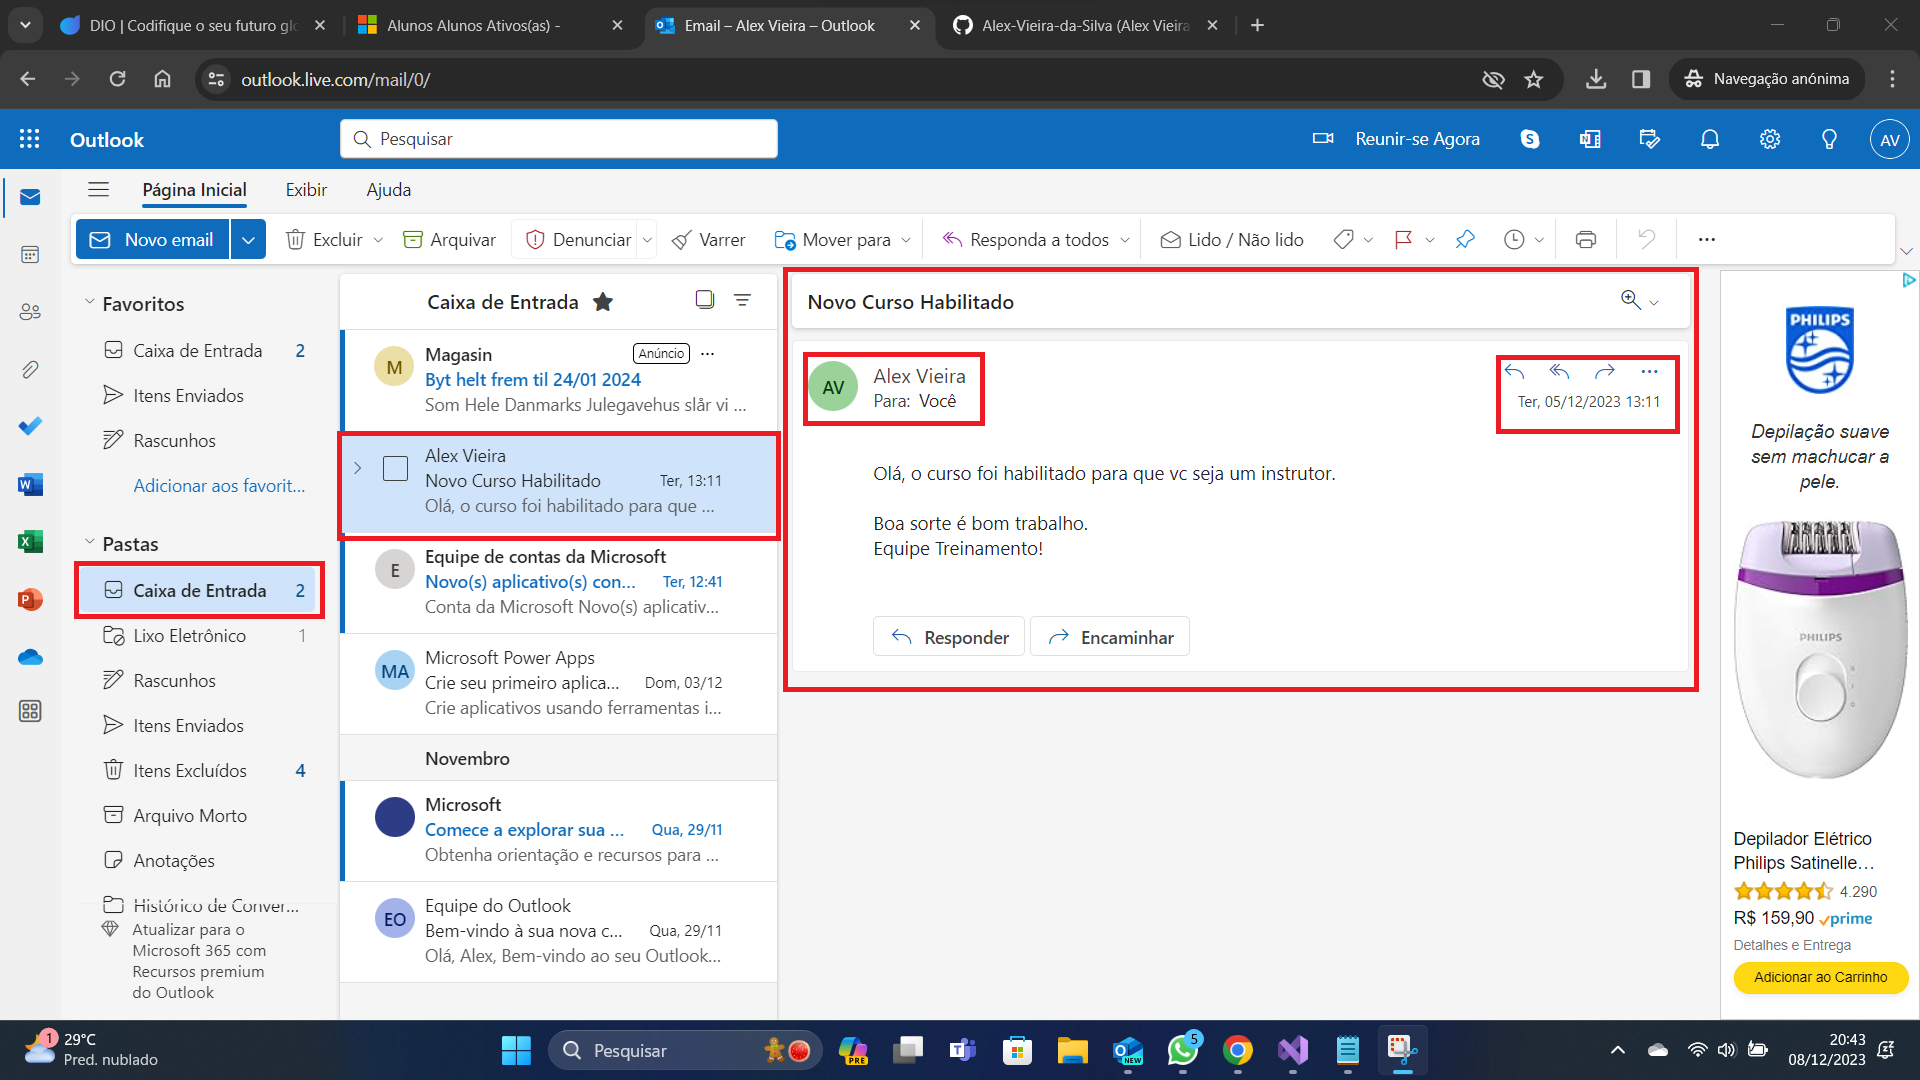 DIO | Codifique o seu futuro glo
Alunos Alunos Ativos(as) -
Email – Alex Vieira – Outlook
Alex-Vieira-da-Silva (Alex Vieira
outlook.live.com/mail/0/
Navegação anónima
Outlook
Pesquisar
Reunir-se Agora
AV
Página Inicial
Exibir
Ajuda
Novo email
Excluir
Arquivar
Denunciar
Varrer
Mover para
Responda a todos
Lido / Não lido
Favoritos
Caixa de Entrada 2
Itens Enviados
Rascunhos
Adicionar aos favorit...
Pastas
Caixa de Entrada 2
Lixo Eletrônico 1
Rascunhos
Itens Enviados
Itens Excluídos 4
Arquivo Morto
Anotações
Histórico de Conver...
Atualizar para o
Microsoft 365 com
Recursos premium
do Outlook
Caixa de Entrada
M
Magasin
Anúncio
Byt helt frem til 24/01 2024
Som Hele Danmarks Julegavehus slår vi ...
Alex Vieira
Novo Curso Habilitado Ter, 13:11
Olá, o curso foi habilitado para que ...
E
Equipe de contas da Microsoft
Novo(s) aplicativo(s) con... Ter, 12:41
Conta da Microsoft Novo(s) aplicativ...
MA
Microsoft Power Apps
Crie seu primeiro aplica... Dom, 03/12
Crie aplicativos usando ferramentas i...
Novembro
Microsoft
Comece a explorar sua ... Qua, 29/11
Obtenha orientação e recursos para ...
EO
Equipe do Outlook
Bem-vindo à sua nova c... Qua, 29/11
Olá, Alex, Bem-vindo ao seu Outlook...
Novo Curso Habilitado
AV
Alex Vieira
Para: Você
Ter, 05/12/2023 13:11
Olá, o curso foi habilitado para que vc seja um instrutor.
Boa sorte é bom trabalho.
Equipe Treinamento!
Responder
Encaminhar
PHILIPS
Depilação suave
sem machucar a
pele.
PHILIPS
Depilador Elétrico
Philips Satinelle...
4.290
R$ 159,90 prime
Detalhes e Entrega
Adicionar ao Carrinho
1
29°C
Pred. nublado
Pesquisar
PRE
NEW
5
20:43
08/12/2023